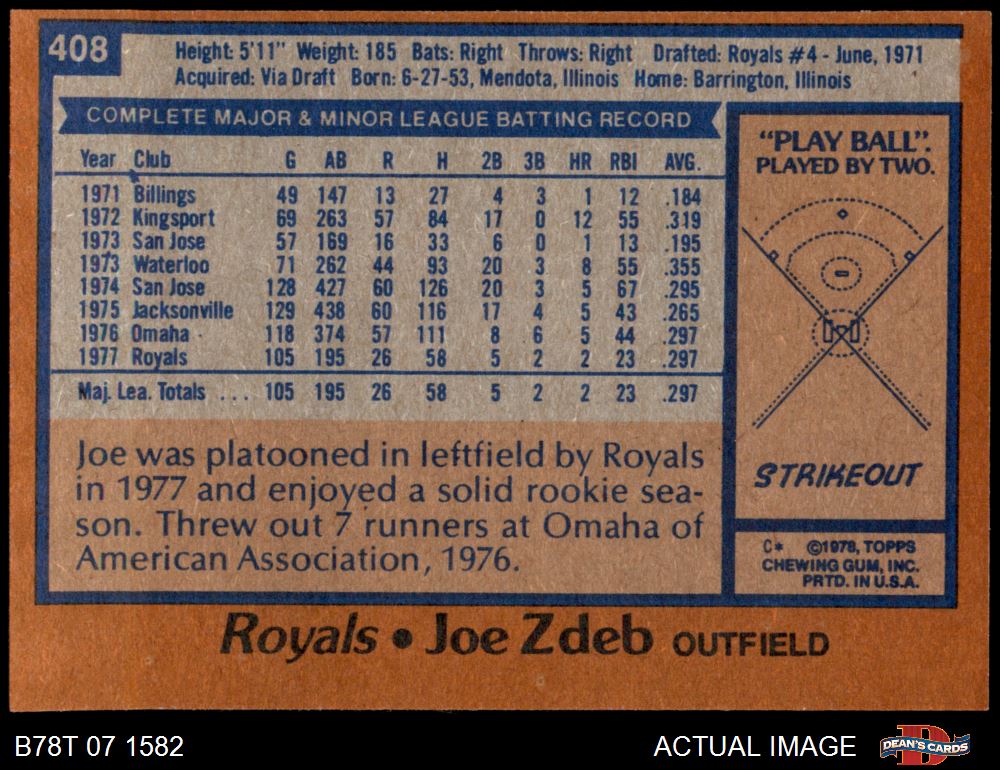 408
Height: 5'11" Weight: 185 Bats: Right Throws: Right Drafted: Royals #4 - June, 1971
Acquired: Via Draft Born: 6-27-53, Mendota, Illinois Home: Barrington, Illinois
COMPLETE MAJOR & MINOR LEAGUE BATTING RECORD
Year Club G AB R H 2B 3B HR RBI AVG.
1971 Billings 49 147 13 27 4 3 1 12 .184
1972 Kingsport 69 263 57 84 17 0 12 55 .319
1973 San Jose 57 169 16 33 6 0 1 13 .195
1973 Waterloo 71 262 44 93 20 3 8 55 .355
1974 San Jose 128 427 60 126 20 3 5 67 .295
1975 Jacksonville 129 438 60 116 17 4 5 43 .265
1976 Omaha 118 374 57 111 8 6 5 44 .297
1977 Royals 105 195 26 58 5 2 2 23 .297
Maj. Lea. Totals ... 105 195 26 58 5 2 2 23 .297
Joe was platooned in leftfield by Royals
in 1977 and enjoyed a solid rookie sea-
son. Threw out 7 runners at Omaha of
American Association, 1976.
"PLAY BALL".
PLAYED BY TWO.
STRIKEOUT
C* ©1978, TOPPS
CHEWING GUM, INC.
PRTD. IN U.S.A.
Royals • Joe Zdeb OUTFIELD
B78T 07 1582
ACTUAL IMAGE
D
DEAN'S CARDS